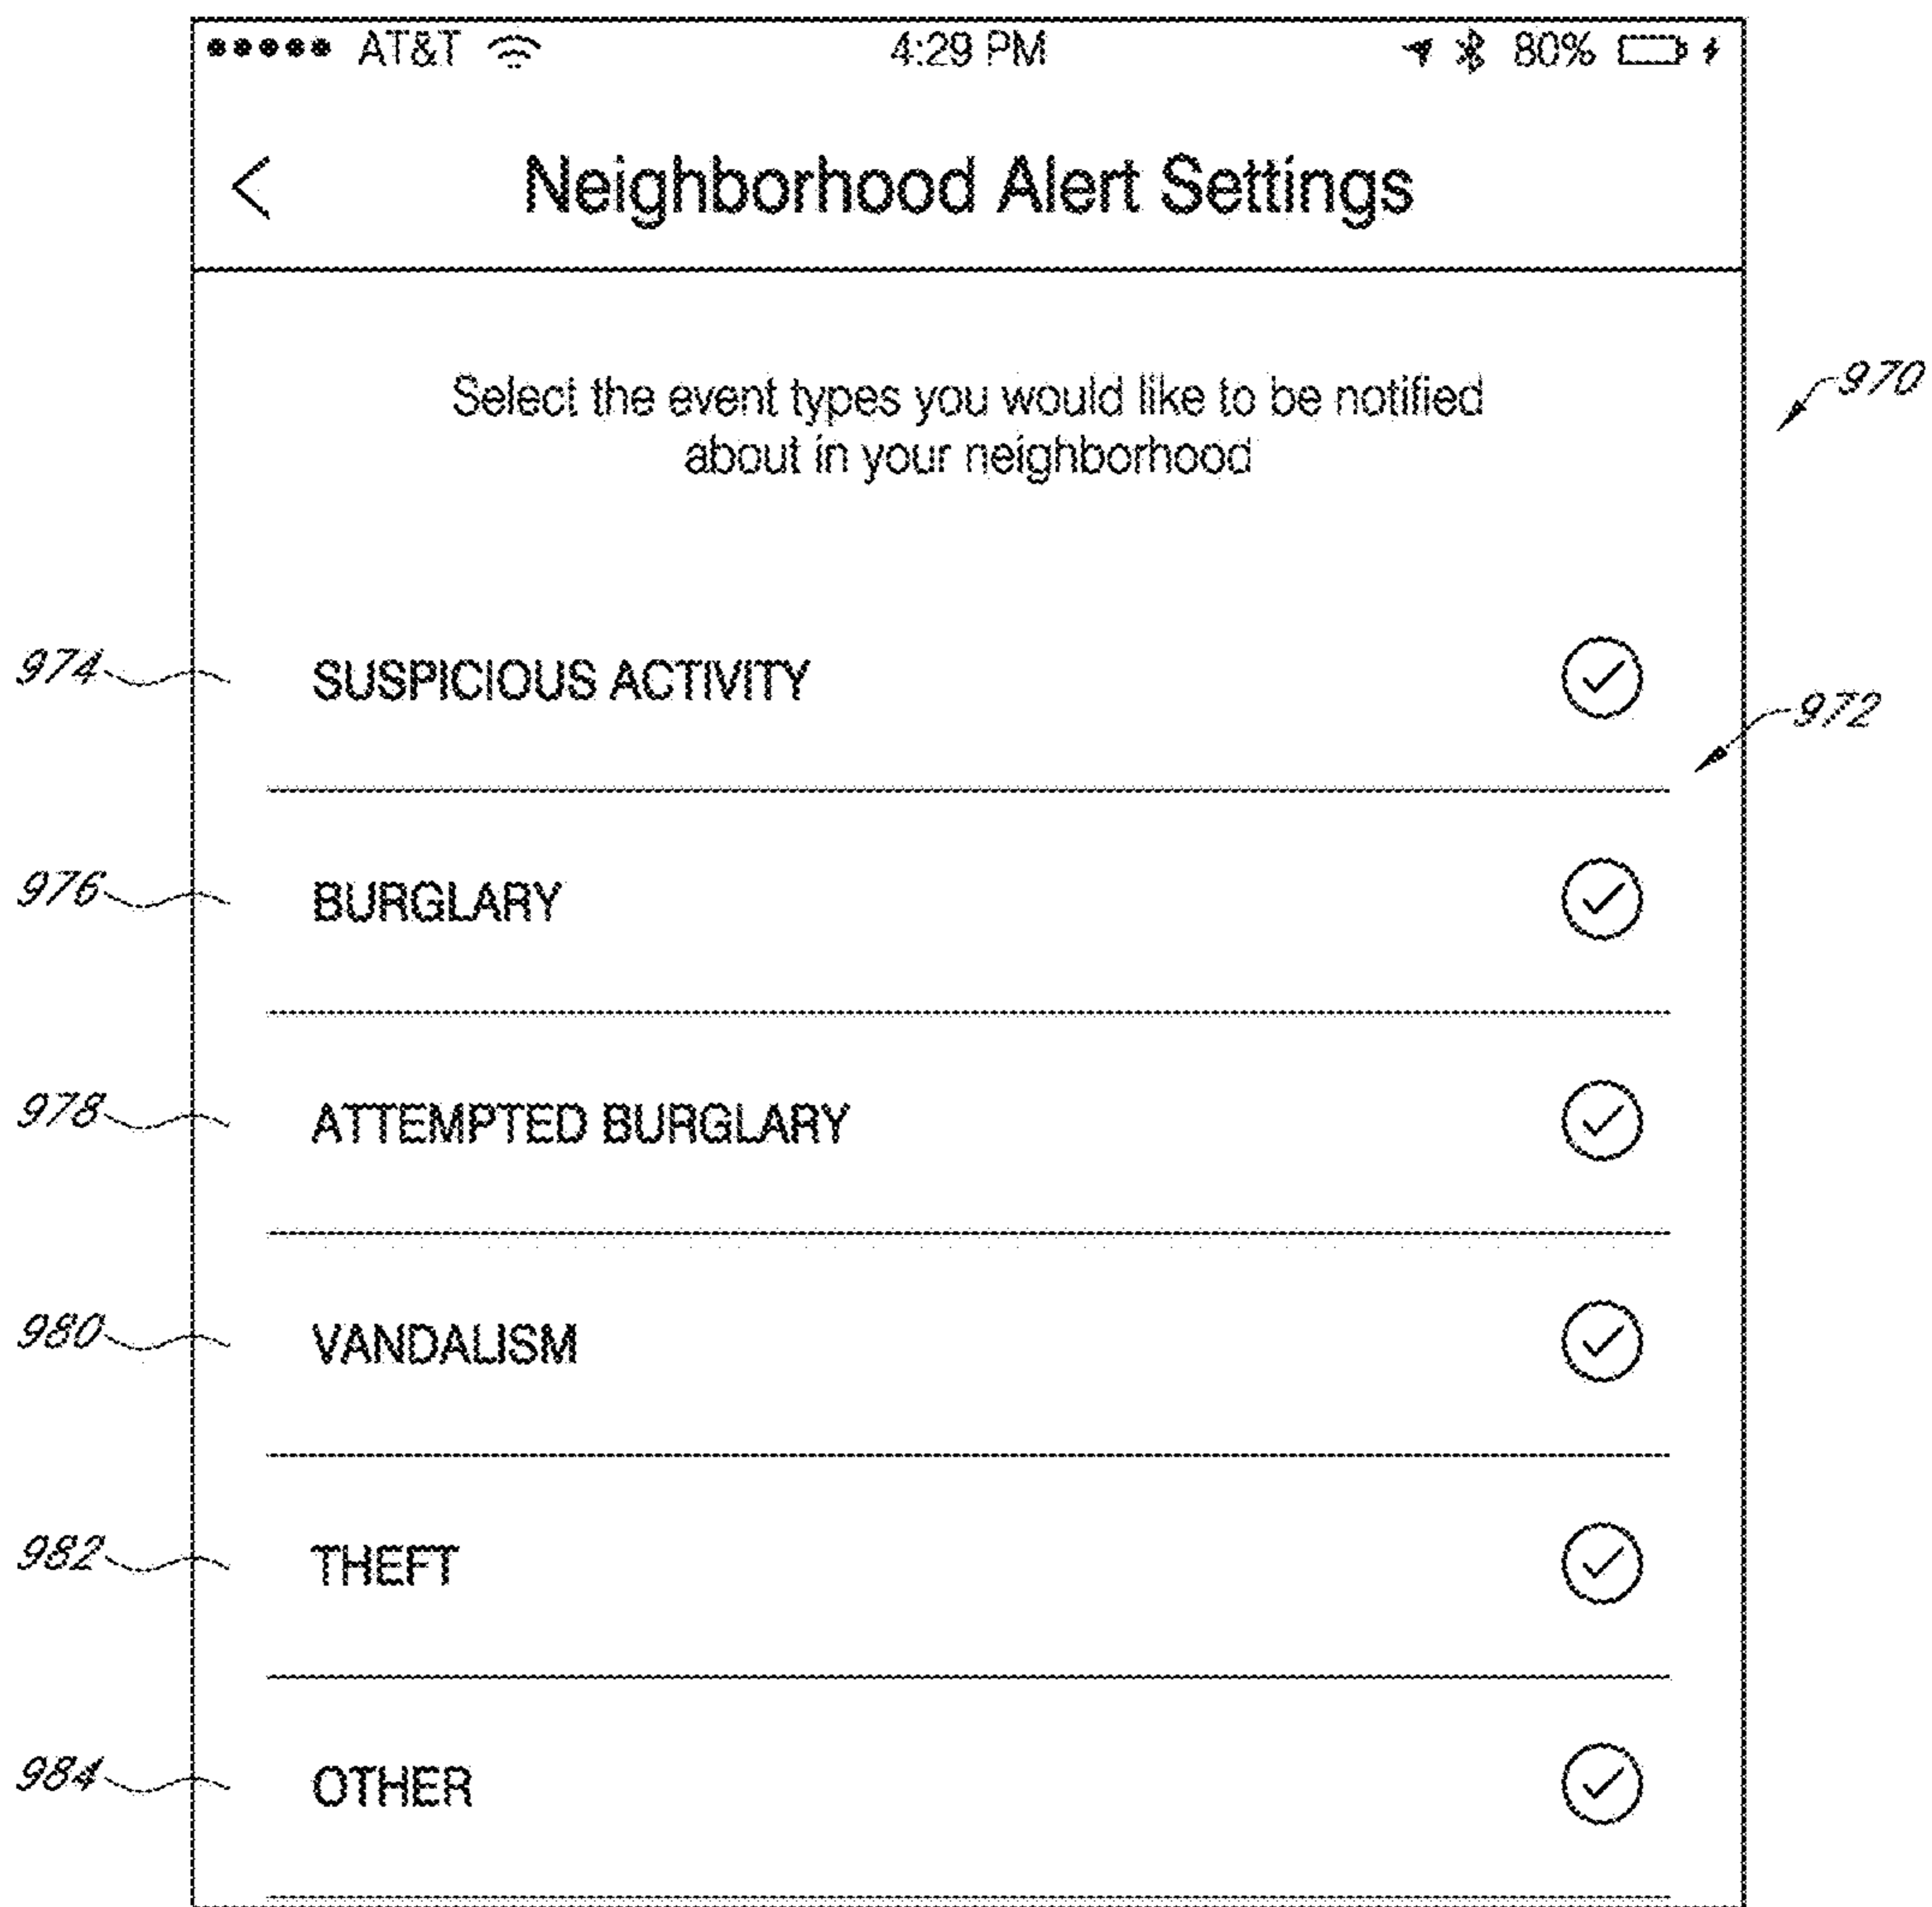 AT&T 4:29 PM 80%
< Neighborhood Alert Settings
Select the event types you would like to be notified
about in your neighborhood
970
974 SUSPICIOUS ACTIVITY
972
976 BURGLARY
978 ATTEMPTED BURGLARY
980 VANDALISM
982 THEFT
984 OTHER